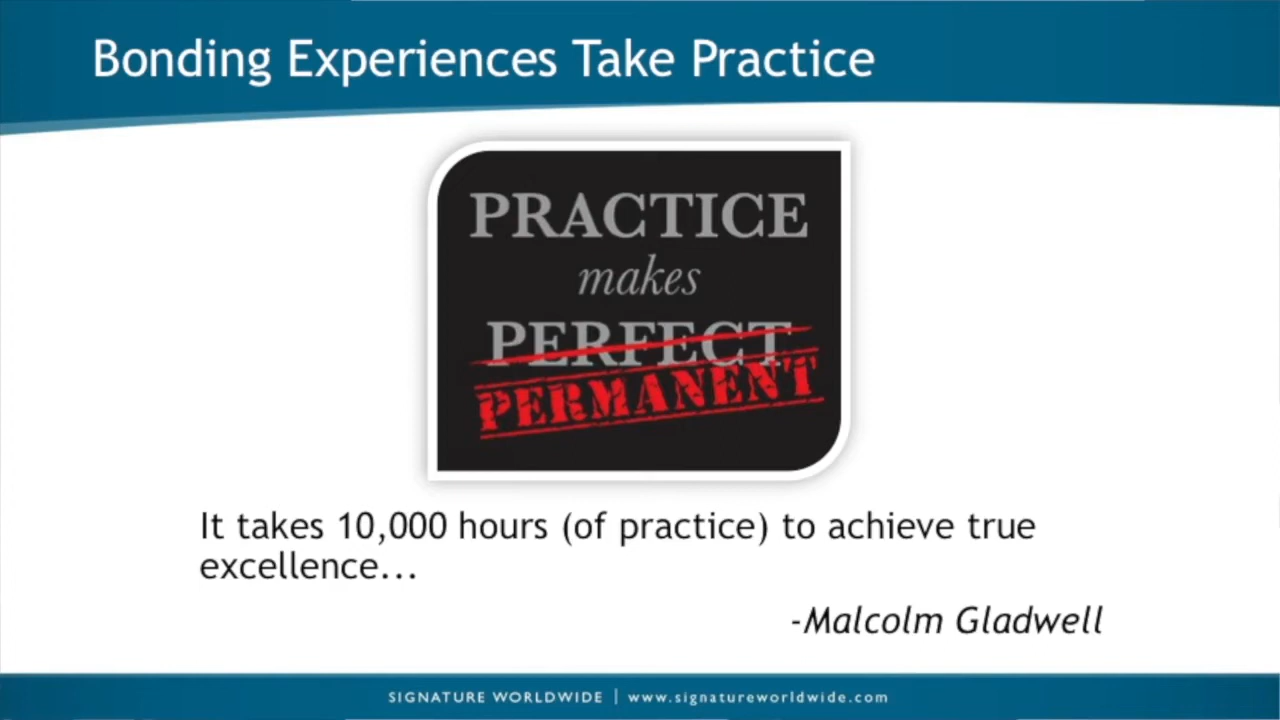 Bonding Experiences Take Practice
PRACTICE
makes
PERFECT
PERMANENT
It takes 10,000 hours (of practice) to achieve true
excellence...
-Malcolm Gladwell
SIGNATURE WORLDWIDE | www.signatureworldwide.com